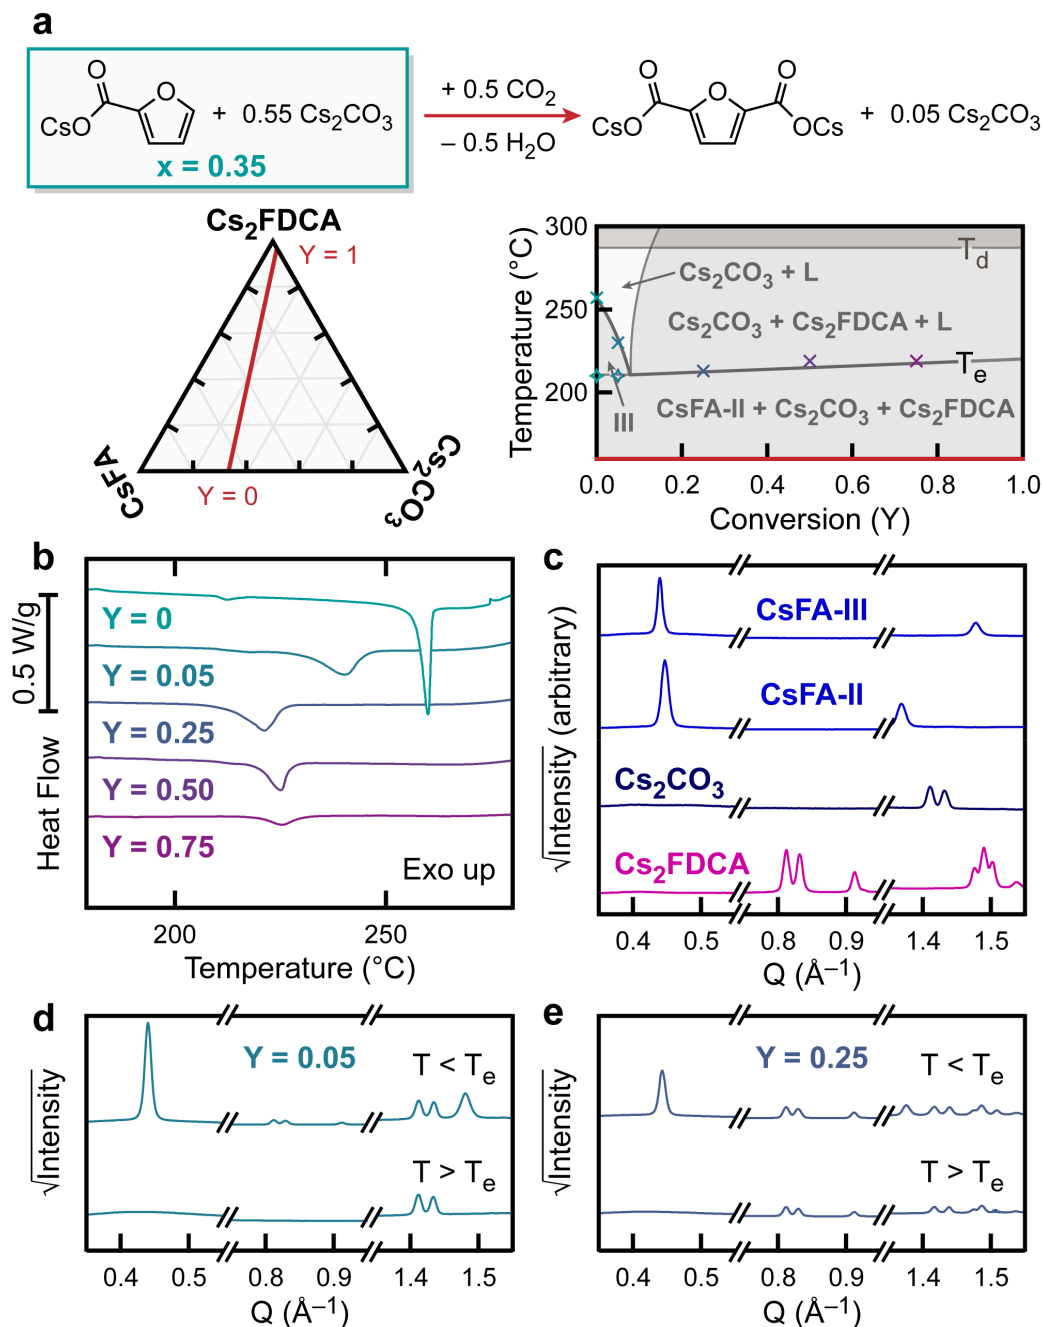 a
O
O
CsO
+ 0.55 Cs₂CO₃
x = 0.35
+ 0.5 CO₂
– 0.5 H₂O
O
O
O
CsO
OCs
+ 0.05 Cs₂CO₃
Cs₂FDCA
Y = 1
CsFA
Y = 0
Cs₂CO₃
Temperature (°C)
300
250
200
T_d
Cs₂CO₃ + L
Cs₂CO₃ + Cs₂FDCA + L
T_e
III
CsFA-II + Cs₂CO₃ + Cs₂FDCA
0.0 0.2 0.4 0.6 0.8 1.0
Conversion (Y)
b
0.5 W/g
Heat Flow
Y = 0
Y = 0.05
Y = 0.25
Y = 0.50
Y = 0.75
Exo up
200 250
Temperature (°C)
c
√Intensity (arbitrary)
CsFA-III
CsFA-II
Cs₂CO₃
Cs₂FDCA
0.4 0.5 0.8 0.9 1.4 1.5
Q (Å⁻¹)
d
√Intensity
Y = 0.05
T < T_e
T > T_e
0.4 0.5 0.8 0.9 1.4 1.5
Q (Å⁻¹)
e
√Intensity
Y = 0.25
T < T_e
T > T_e
0.4 0.5 0.8 0.9 1.4 1.5
Q (Å⁻¹)